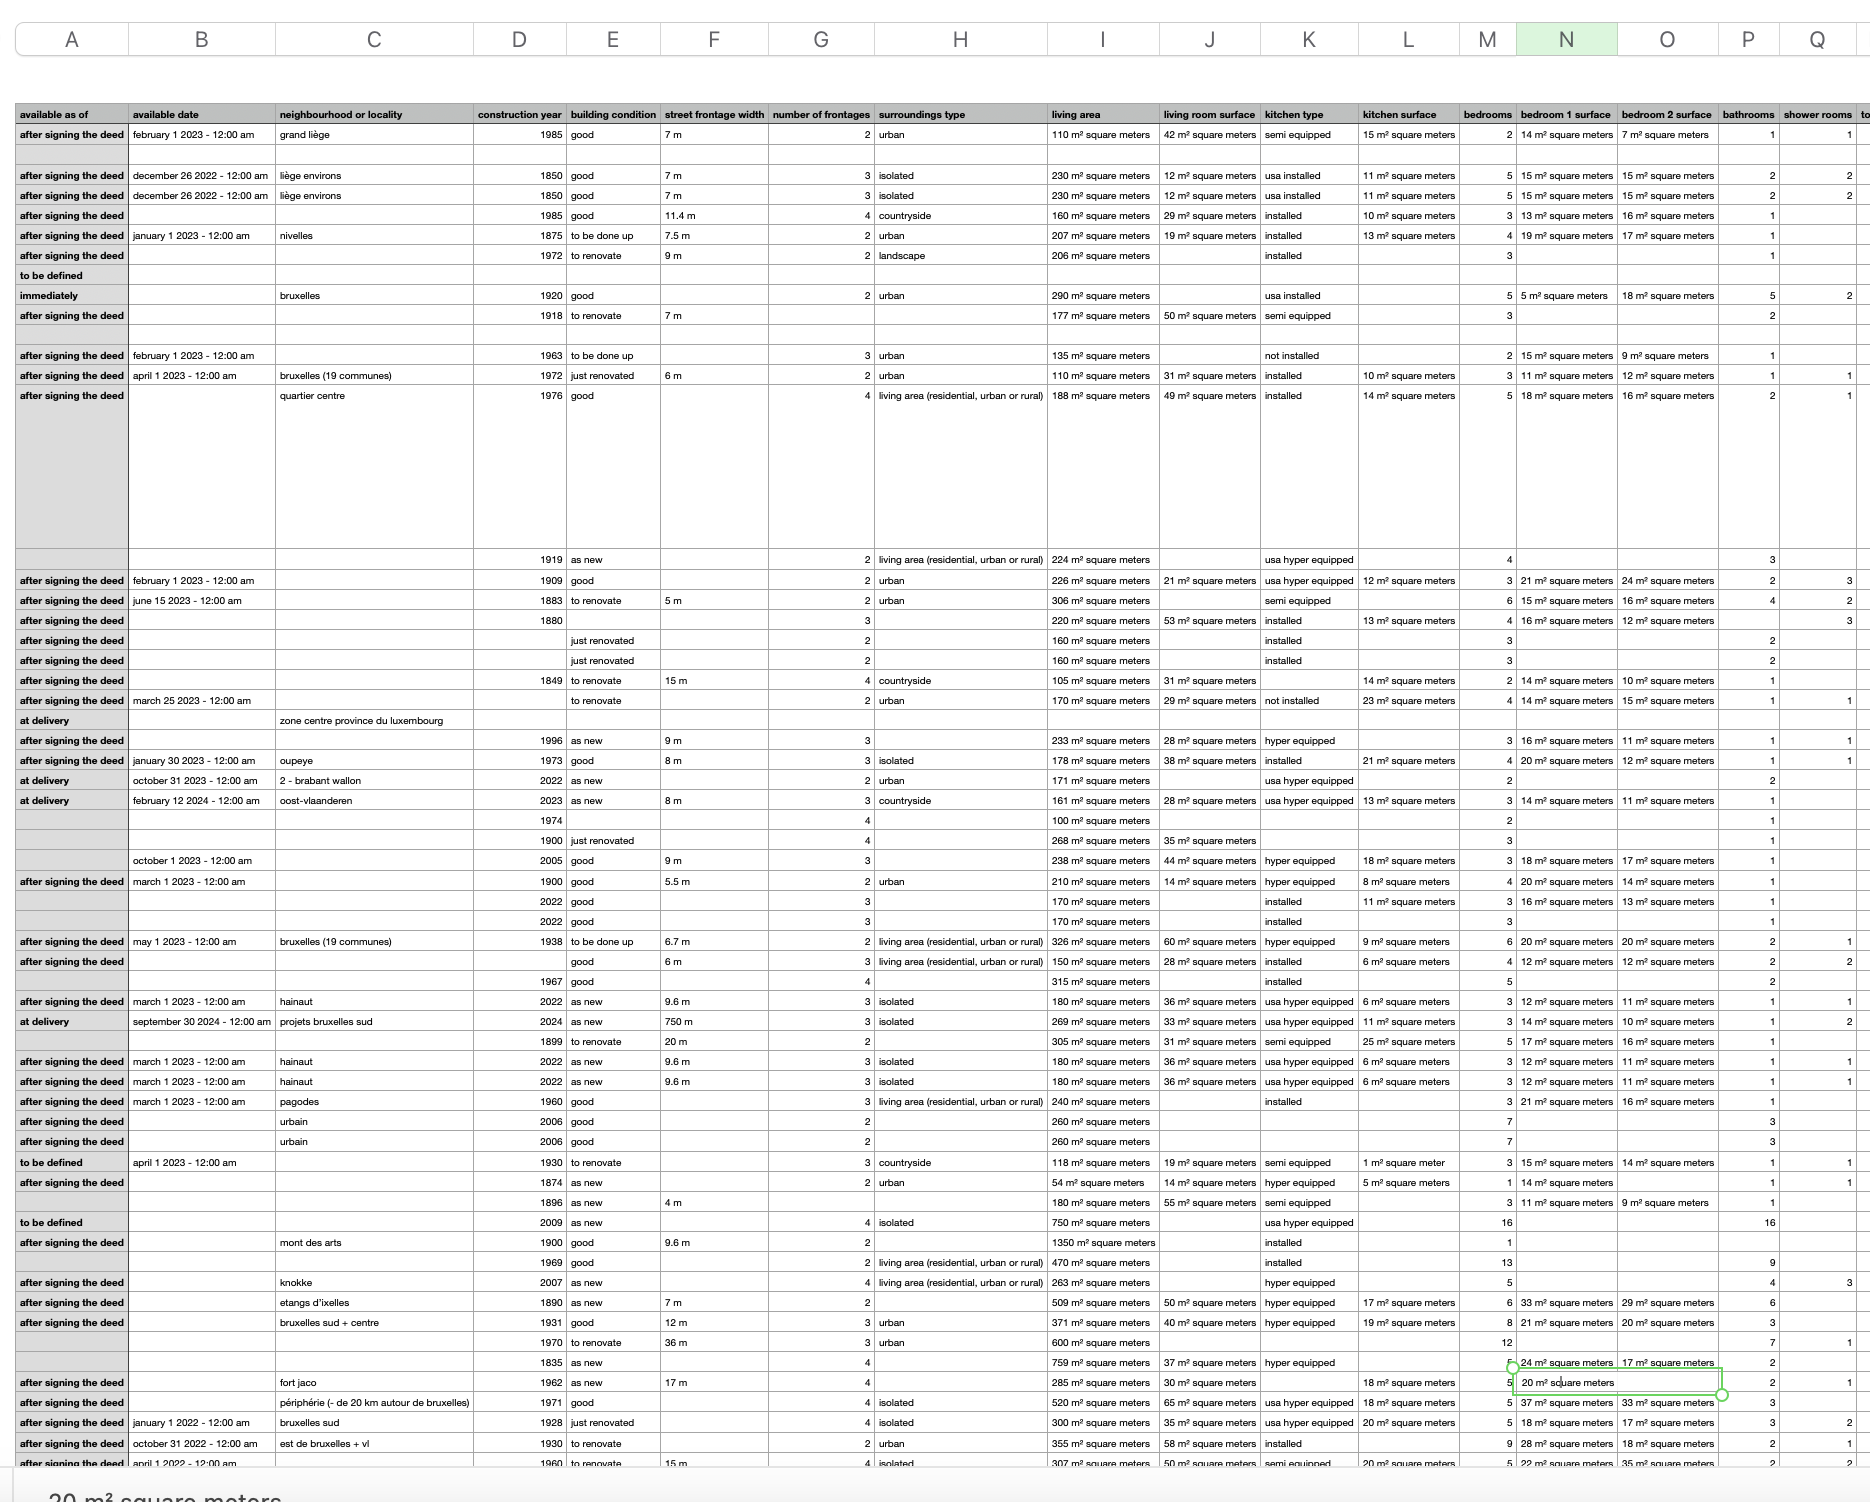 A B C D E F G H I J K L M N O P Q
available as of available date neighbourhood or locality construction year building condition street frontage width number of frontages surroundings type living area living room surface kitchen type kitchen surface bedrooms bedroom 1 surface bedroom 2 surface bathrooms shower rooms to
after signing the deed february 1 2023 - 12:00 am grand liège 1985 good 7 m 2 urban 110 m² square meters 42 m² square meters semi equipped 15 m² square meters 2 14 m² square meters 7 m² square meters 1 1
after signing the deed december 26 2022 - 12:00 am liège environs 1850 good 7 m 3 isolated 230 m² square meters 12 m² square meters usa installed 11 m² square meters 5 15 m² square meters 15 m² square meters 2 2
after signing the deed december 26 2022 - 12:00 am liège environs 1850 good 7 m 3 isolated 230 m² square meters 12 m² square meters usa installed 11 m² square meters 5 15 m² square meters 15 m² square meters 2 2
after signing the deed 1985 good 11.4 m 4 countryside 160 m² square meters 29 m² square meters installed 10 m² square meters 3 13 m² square meters 16 m² square meters 1
after signing the deed january 1 2023 - 12:00 am nivelles 1875 to be done up 7.5 m 2 urban 207 m² square meters 19 m² square meters installed 13 m² square meters 4 19 m² square meters 17 m² square meters 1
after signing the deed 1972 to renovate 9 m 2 landscape 206 m² square meters installed 3 1
to be defined
immediately bruxelles 1920 good 2 urban 290 m² square meters usa installed 5 5 m² square meters 18 m² square meters 5 2
after signing the deed 1918 to renovate 7 m 177 m² square meters 50 m² square meters semi equipped 3 2
after signing the deed february 1 2023 - 12:00 am 1963 to be done up 3 urban 135 m² square meters not installed 2 15 m² square meters 9 m² square meters 1
after signing the deed april 1 2023 - 12:00 am bruxelles (19 communes) 1972 just renovated 6 m 2 urban 110 m² square meters 31 m² square meters installed 10 m² square meters 3 11 m² square meters 12 m² square meters 1 1
after signing the deed quartier centre 1976 good 4 living area (residential, urban or rural) 188 m² square meters 49 m² square meters installed 14 m² square meters 5 18 m² square meters 16 m² square meters 2 1
1919 as new 2 living area (residential, urban or rural) 224 m² square meters usa hyper equipped 4 3
after signing the deed february 1 2023 - 12:00 am 1909 good 2 urban 226 m² square meters 21 m² square meters usa hyper equipped 12 m² square meters 3 21 m² square meters 24 m² square meters 2 3
after signing the deed june 15 2023 - 12:00 am 1883 to renovate 5 m 2 urban 306 m² square meters semi equipped 6 15 m² square meters 16 m² square meters 4 2
after signing the deed 1880 3 220 m² square meters 53 m² square meters installed 13 m² square meters 4 16 m² square meters 12 m² square meters 3
after signing the deed just renovated 2 160 m² square meters installed 3 2
after signing the deed just renovated 2 160 m² square meters installed 3 2
after signing the deed 1849 to renovate 15 m 4 countryside 105 m² square meters 31 m² square meters 14 m² square meters 2 14 m² square meters 10 m² square meters 1
after signing the deed march 25 2023 - 12:00 am to renovate 2 urban 170 m² square meters 29 m² square meters not installed 23 m² square meters 4 14 m² square meters 15 m² square meters 1 1
at delivery zone centre province du luxembourg
after signing the deed 1996 as new 9 m 3 233 m² square meters 28 m² square meters hyper equipped 3 16 m² square meters 11 m² square meters 1 1
after signing the deed january 30 2023 - 12:00 am oupeye 1973 good 8 m 3 isolated 178 m² square meters 38 m² square meters installed 21 m² square meters 4 20 m² square meters 12 m² square meters 1 1
at delivery october 31 2023 - 12:00 am 2 - brabant wallon 2022 as new 2 urban 171 m² square meters usa hyper equipped 2 2
at delivery february 12 2024 - 12:00 am oost-vlaanderen 2023 as new 8 m 3 countryside 161 m² square meters 28 m² square meters usa hyper equipped 13 m² square meters 3 14 m² square meters 11 m² square meters 1
1974 4 100 m² square meters 2 1
1900 just renovated 4 268 m² square meters 35 m² square meters 3 1
october 1 2023 - 12:00 am 2005 good 9 m 3 238 m² square meters 44 m² square meters hyper equipped 18 m² square meters 3 18 m² square meters 17 m² square meters 1
after signing the deed march 1 2023 - 12:00 am 1900 good 5.5 m 2 urban 210 m² square meters 14 m² square meters hyper equipped 8 m² square meters 4 20 m² square meters 14 m² square meters 1
2022 good 3 170 m² square meters installed 11 m² square meters 3 16 m² square meters 13 m² square meters 1
2022 good 3 170 m² square meters installed 3 1
after signing the deed may 1 2023 - 12:00 am bruxelles (19 communes) 1938 to be done up 6.7 m 2 living area (residential, urban or rural) 326 m² square meters 60 m² square meters hyper equipped 9 m² square meters 6 20 m² square meters 20 m² square meters 2 1
after signing the deed good 6 m 3 living area (residential, urban or rural) 150 m² square meters 28 m² square meters installed 6 m² square meters 4 12 m² square meters 12 m² square meters 2 2
1967 good 4 315 m² square meters installed 5 2
after signing the deed march 1 2023 - 12:00 am hainaut 2022 as new 9.6 m 3 isolated 180 m² square meters 36 m² square meters usa hyper equipped 6 m² square meters 3 12 m² square meters 11 m² square meters 1 1
at delivery september 30 2024 - 12:00 am projets bruxelles sud 2024 as new 750 m 3 isolated 269 m² square meters 33 m² square meters usa hyper equipped 11 m² square meters 3 14 m² square meters 10 m² square meters 1 2
1899 to renovate 20 m 2 305 m² square meters 31 m² square meters semi equipped 25 m² square meters 5 17 m² square meters 16 m² square meters 1
after signing the deed march 1 2023 - 12:00 am hainaut 2022 as new 9.6 m 3 isolated 180 m² square meters 36 m² square meters usa hyper equipped 6 m² square meters 3 12 m² square meters 11 m² square meters 1 1
after signing the deed march 1 2023 - 12:00 am hainaut 2022 as new 9.6 m 3 isolated 180 m² square meters 36 m² square meters usa hyper equipped 6 m² square meters 3 12 m² square meters 11 m² square meters 1 1
after signing the deed march 1 2023 - 12:00 am pagodes 1960 good 3 living area (residential, urban or rural) 240 m² square meters installed 3 21 m² square meters 16 m² square meters 1
after signing the deed urbain 2006 good 2 260 m² square meters 7 3
after signing the deed urbain 2006 good 2 260 m² square meters 7 3
to be defined april 1 2023 - 12:00 am 1930 to renovate 3 countryside 118 m² square meters 19 m² square meters semi equipped 1 m² square meter 3 15 m² square meters 14 m² square meters 1 1
after signing the deed 1874 as new 2 urban 54 m² square meters 14 m² square meters hyper equipped 5 m² square meters 1 14 m² square meters 1 1
1896 as new 4 m 180 m² square meters 55 m² square meters semi equipped 3 11 m² square meters 9 m² square meters 1
to be defined 2009 as new 4 isolated 750 m² square meters usa hyper equipped 16 16
after signing the deed mont des arts 1900 good 9.6 m 2 1350 m² square meters installed 1
1969 good 2 living area (residential, urban or rural) 470 m² square meters installed 13 9
after signing the deed knokke 2007 as new 4 living area (residential, urban or rural) 263 m² square meters hyper equipped 5 4 3
after signing the deed etangs d'ixelles 1890 as new 7 m 2 509 m² square meters 50 m² square meters hyper equipped 17 m² square meters 6 33 m² square meters 29 m² square meters 6
after signing the deed bruxelles sud + centre 1931 good 12 m 3 urban 371 m² square meters 40 m² square meters hyper equipped 19 m² square meters 8 21 m² square meters 20 m² square meters 3
1970 to renovate 36 m 3 urban 600 m² square meters 12 7 1
1835 as new 4 759 m² square meters 37 m² square meters hyper equipped 24 m² square meters 17 m² square meters 2
after signing the deed fort jaco 1962 as new 17 m 4 285 m² square meters 30 m² square meters 18 m² square meters 5 20 m² square meters 2 1
after signing the deed périphérie (- de 20 km autour de bruxelles) 1971 good 4 isolated 520 m² square meters 65 m² square meters usa hyper equipped 18 m² square meters 5 37 m² square meters 33 m² square meters 3
after signing the deed january 1 2022 - 12:00 am bruxelles sud 1928 just renovated 4 isolated 300 m² square meters 35 m² square meters usa hyper equipped 20 m² square meters 5 18 m² square meters 17 m² square meters 3 2
after signing the deed october 31 2022 - 12:00 am est de bruxelles + vl 1930 to renovate 2 urban 355 m² square meters 58 m² square meters installed 9 28 m² square meters 18 m² square meters 2 1
after signing the deed april 1 2022 - 12:00 am 1960 to renovate 15 m 4 isolated 307 m² square meters 50 m² square meters semi equipped 20 m² square meters 5 22 m² square meters 35 m² square meters 2 2
20 m² square meters